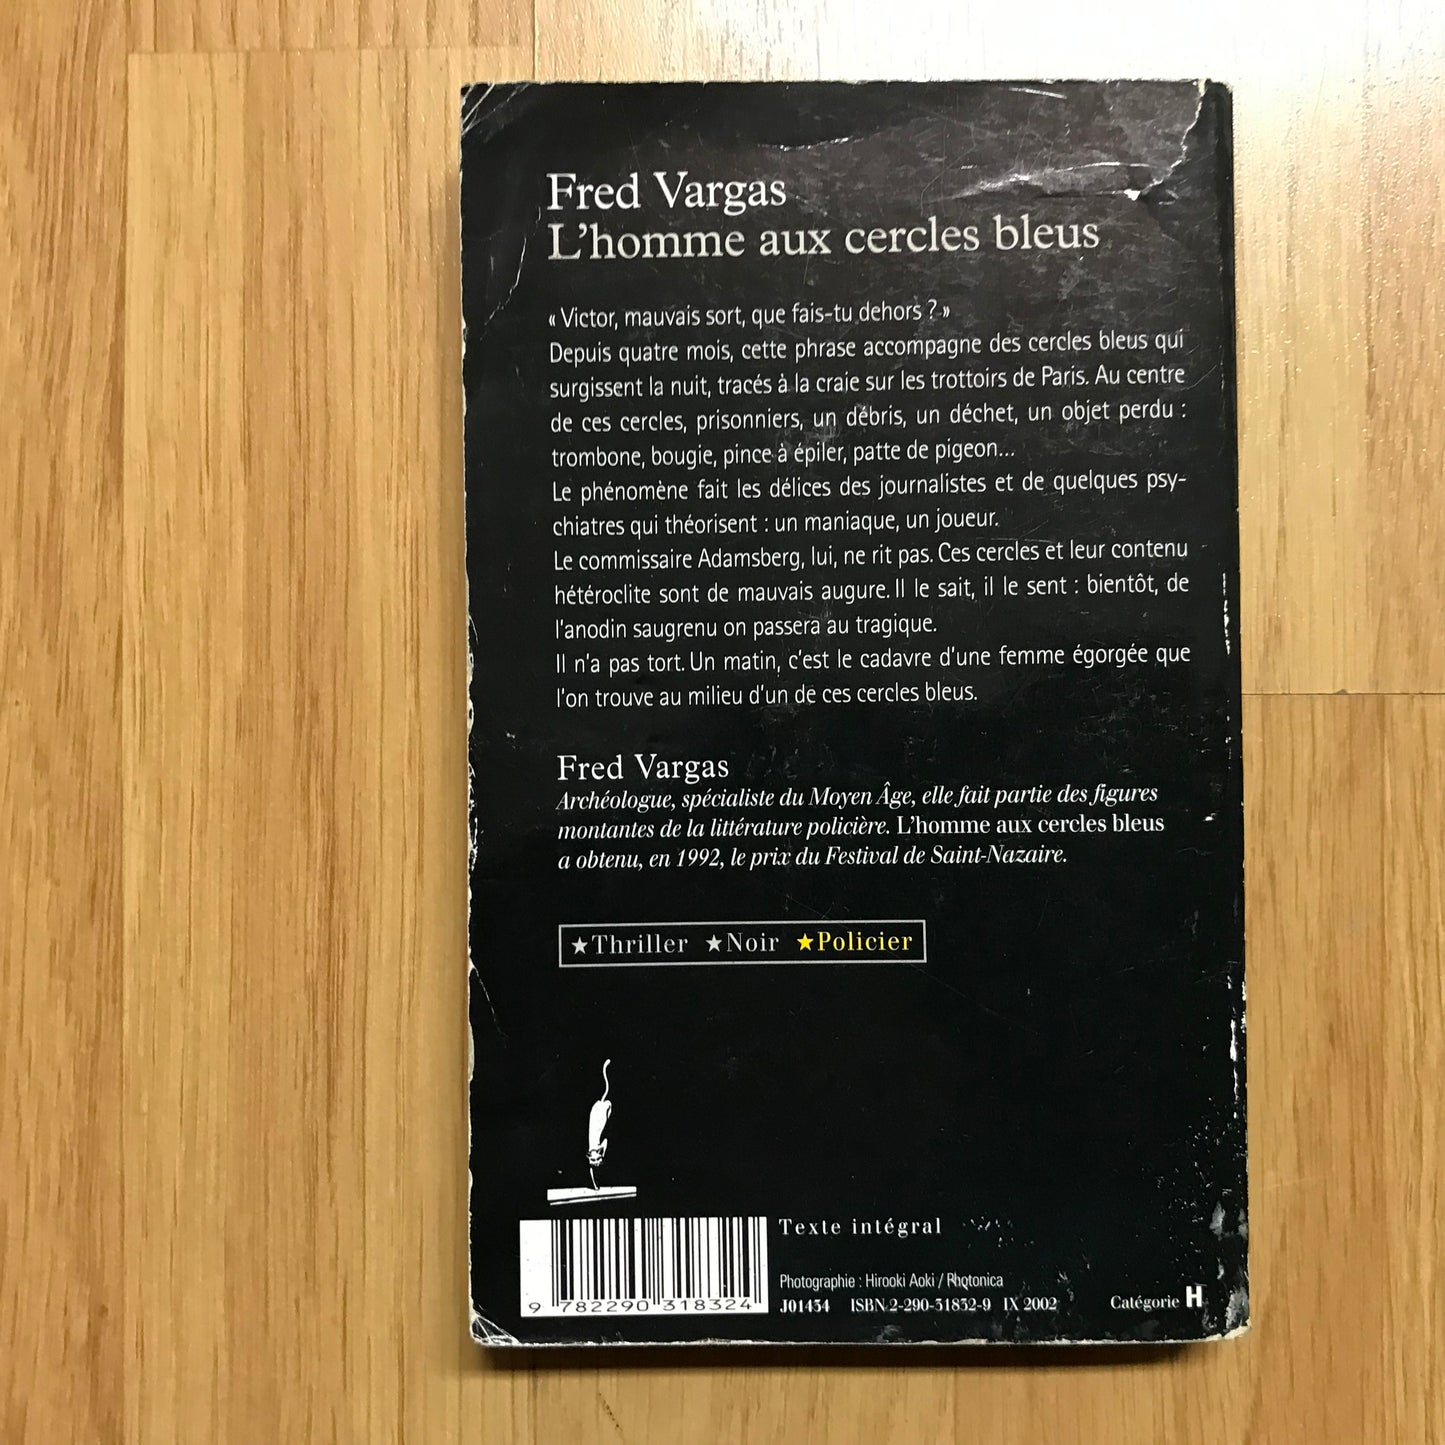 Fred Vargas
L'homme aux cercles bleus
« Victor, mauvais sort, que fais-tu dehors ? »
Depuis quatre mois, cette phrase accompagne des cercles bleus qui
surgissent la nuit, tracés à la craie sur les trottoirs de Paris. Au centre
de ces cercles, prisonniers, un débris, un déchet, un objet perdu :
trombone, bougie, pince à épiler, patte de pigeon...
Le phénomène fait les délices des journalistes et de quelques psy-
chiatres qui théorisent : un maniaque, un joueur.
Le commissaire Adamsberg, lui, ne rit pas. Ces cercles et leur contenu
hétéroclite sont de mauvais augure. Il le sait, il le sent : bientôt, de
l'anodin saugrenu on passera au tragique.
Il n'a pas tort. Un matin, c'est le cadavre d'une femme égorgée que
l'on trouve au milieu d'un de ces cercles bleus.
Fred Vargas
Archéologue, spécialiste du Moyen Âge, elle fait partie des figures
montantes de la littérature policière. L'homme aux cercles bleus
a obtenu, en 1992, le prix du Festival de Saint-Nazaire.
★Thriller ★Noir ★Policier
Texte intégral
Photographie : Hirooki Aoki / Photonica
9 782290 318324
J01434 ISBN 2-290-31832-9 IX 2002
Catégorie H